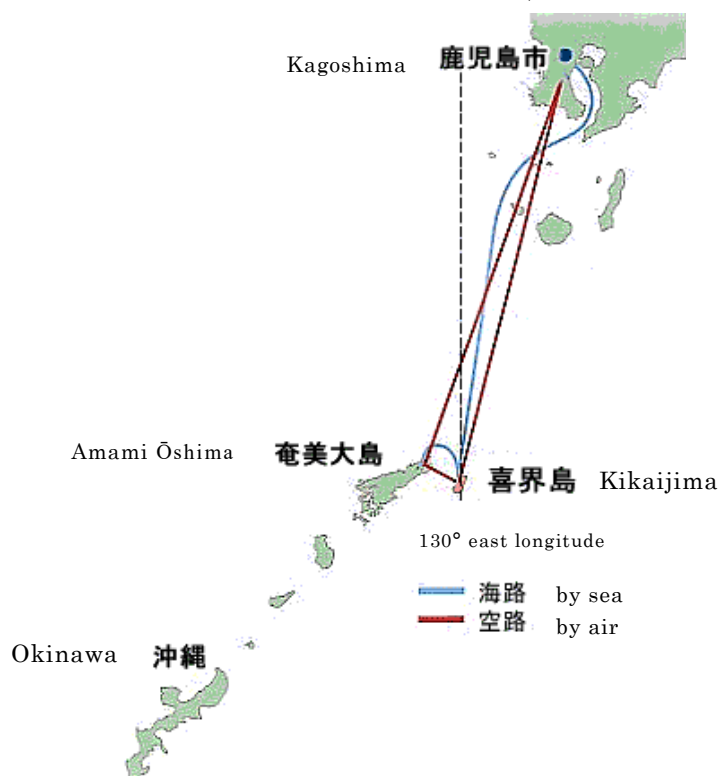 Kagoshima 鹿児島市
Amami Ōshima 奄美大島
喜界島 Kikaijima
130° east longitude
海路 by sea
空路 by air
Okinawa 沖縄